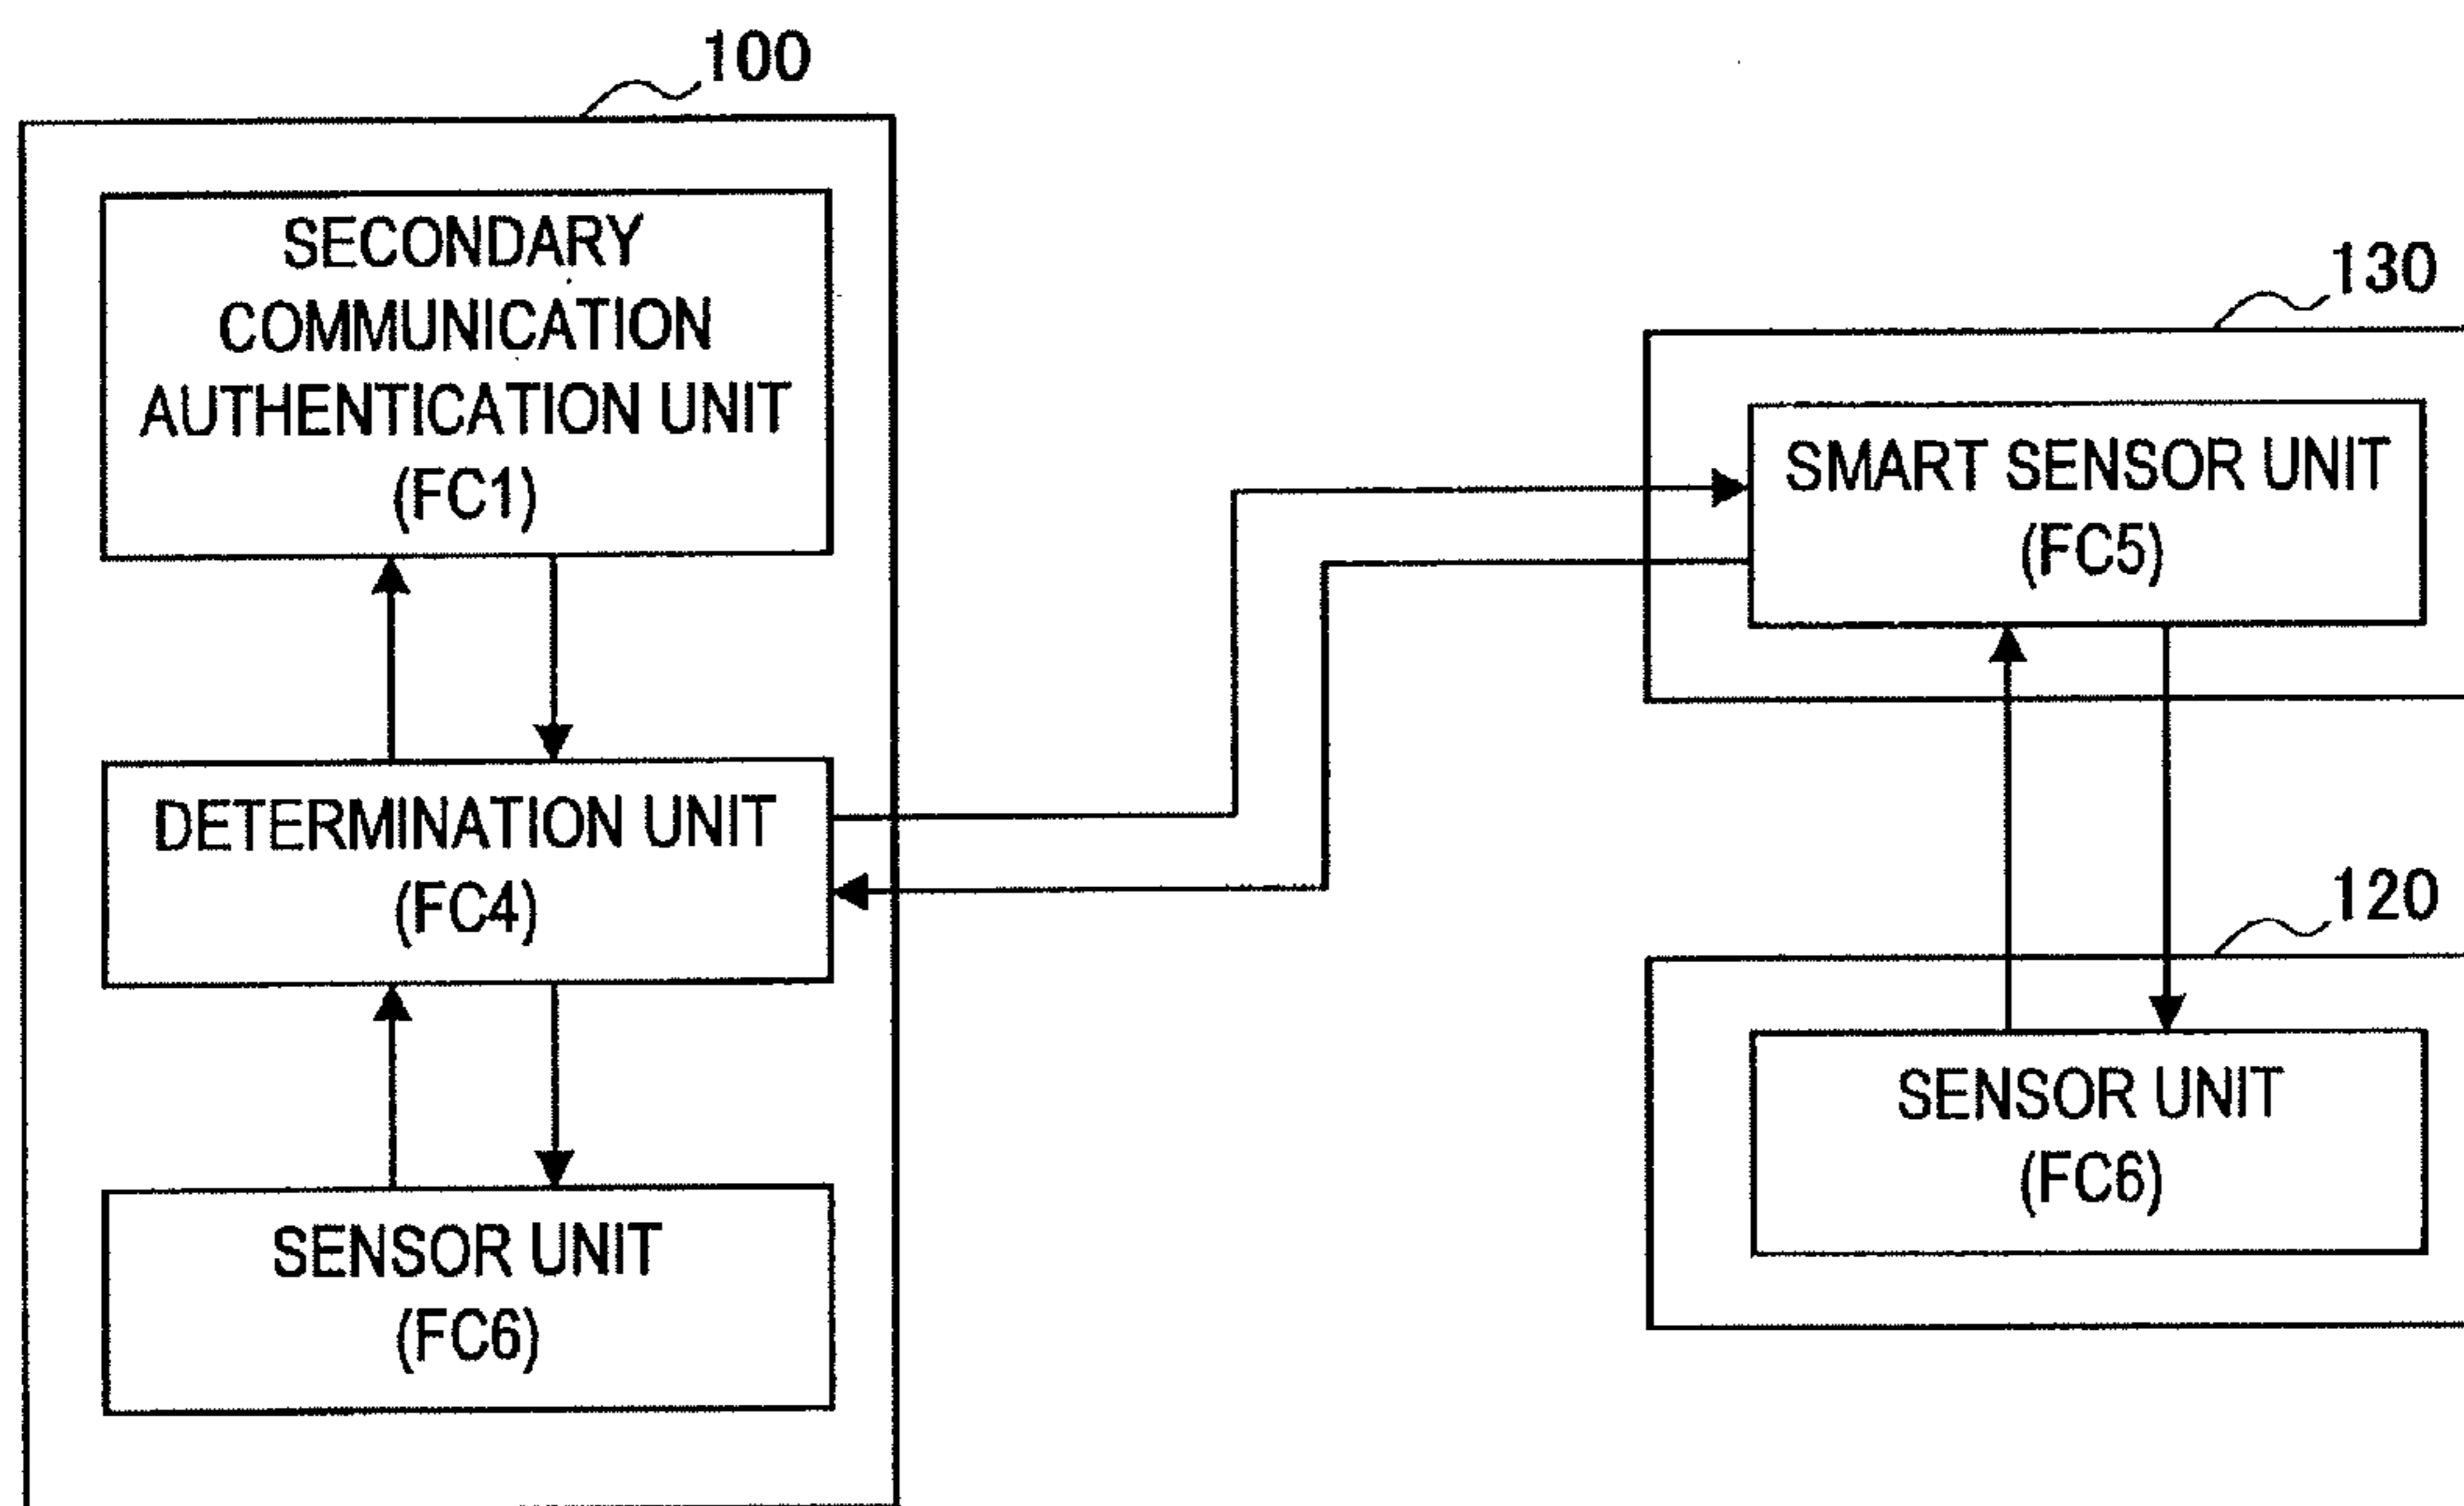 100
SECONDARY
COMMUNICATION
AUTHENTICATION UNIT
(FC1)
DETERMINATION UNIT
(FC4)
SENSOR UNIT
(FC6)
130
SMART SENSOR UNIT
(FC5)
120
SENSOR UNIT
(FC6)